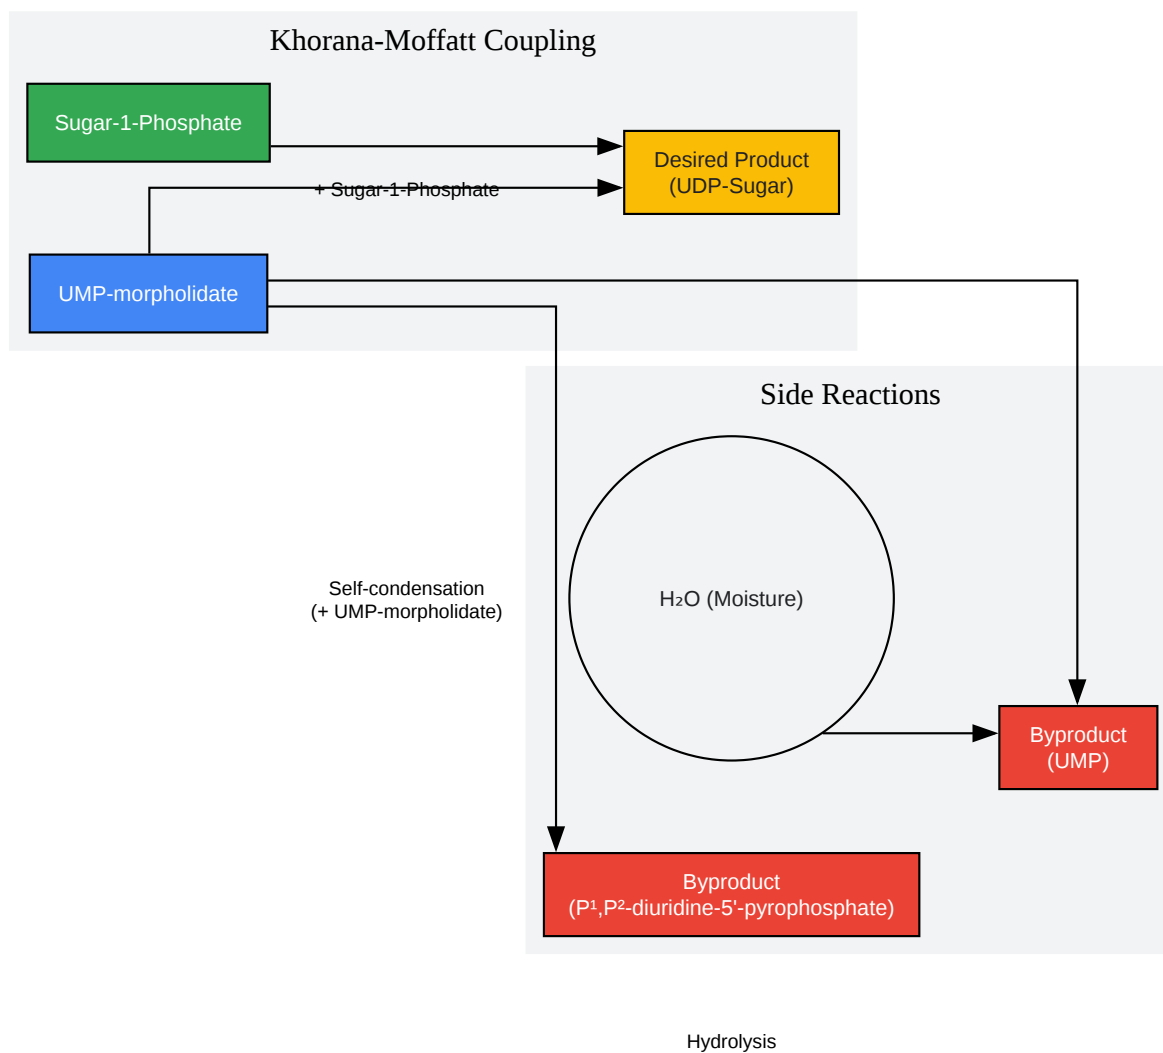 Khorana-Moffatt Coupling
Sugar-1-Phosphate
Desired Product
(UDP-Sugar)
+ Sugar-1-Phosphate
UMP-morpholidate
Side Reactions
Self-condensation
(+ UMP-morpholidate)
H₂O (Moisture)
Byproduct
(UMP)
Byproduct
(P¹,P²-diuridine-5'-pyrophosphate)
Hydrolysis